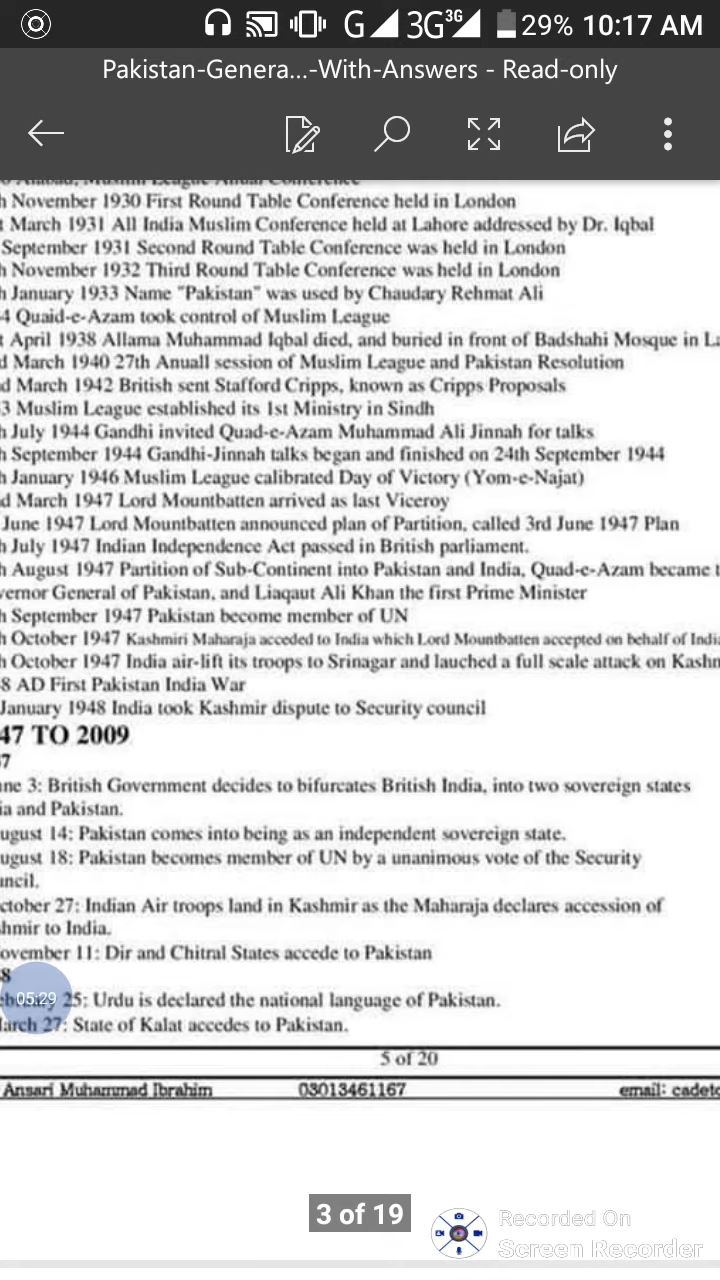 G 3G 3G 29% 10:17 AM
Pakistan-Genera...-With-Answers - Read-only
Muslim League Annual Conference
h November 1930 First Round Table Conference held in London
t March 1931 All India Muslim Conference held at Lahore addressed by Dr. Iqbal
September 1931 Second Round Table Conference was held in London
h November 1932 Third Round Table Conference was held in London
h January 1933 Name "Pakistan" was used by Chaudary Rehmat Ali
4 Quaid-e-Azam took control of Muslim League
t April 1938 Allama Muhammad Iqbal died, and buried in front of Badshahi Mosque in La
d March 1940 27th Anuall session of Muslim League and Pakistan Resolution
d March 1942 British sent Stafford Cripps, known as Cripps Proposals
3 Muslim League established its 1st Ministry in Sindh
h July 1944 Gandhi invited Quad-e-Azam Muhammad Ali Jinnah for talks
h September 1944 Gandhi-Jinnah talks began and finished on 24th September 1944
h January 1946 Muslim League calibrated Day of Victory (Yom-e-Najat)
d March 1947 Lord Mountbatten arrived as last Viceroy
June 1947 Lord Mountbatten announced plan of Partition, called 3rd June 1947 Plan
h July 1947 Indian Independence Act passed in British parliament.
h August 1947 Partition of Sub-Continent into Pakistan and India, Quad-e-Azam became t
vernor General of Pakistan, and Liaqaut Ali Khan the first Prime Minister
h September 1947 Pakistan become member of UN
h October 1947 Kashmiri Maharaja acceded to India which Lord Mountbatten accepted on behalf of India
h October 1947 India air-lift its troops to Srinagar and lauched a full scale attack on Kashm
8 AD First Pakistan India War
January 1948 India took Kashmir dispute to Security council
47 TO 2009
7
une 3: British Government decides to bifurcates British India, into two sovereign states
ia and Pakistan.
ugust 14: Pakistan comes into being as an independent sovereign state.
ugust 18: Pakistan becomes member of UN by a unanimous vote of the Security
uncil.
ctober 27: Indian Air troops land in Kashmir as the Maharaja declares accession of
hmir to India.
ovember 11: Dir and Chitral States accede to Pakistan
8
05:29
ebruary 25: Urdu is declared the national language of Pakistan.
March 27: State of Kalat accedes to Pakistan.
5 of 20
Ansari Muhammad Ibrahim 03013461167 email: cadetc
3 of 19
Recorded On
Screen Recorder